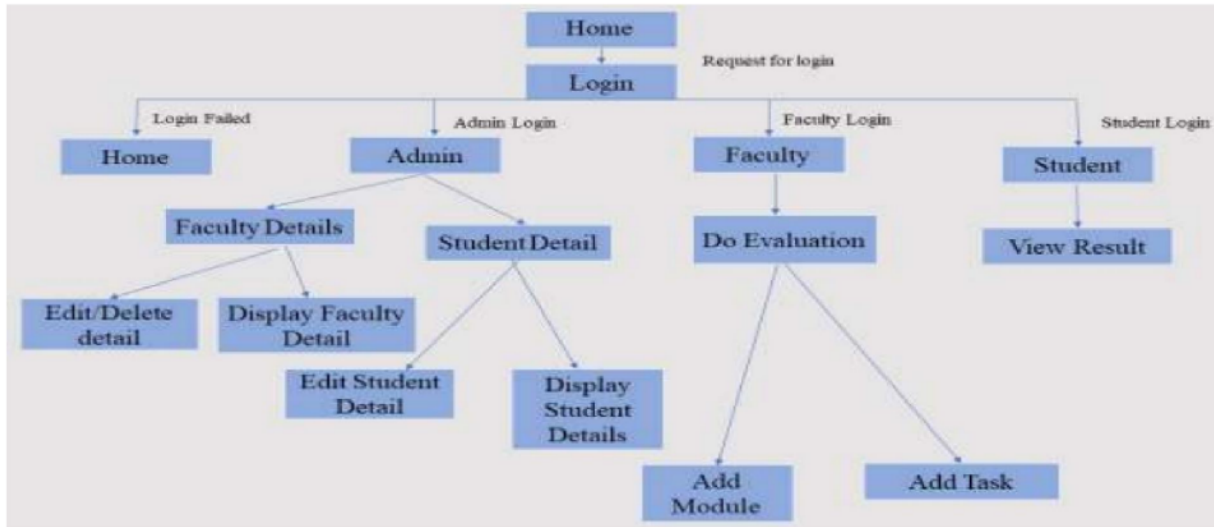 Home
Request for login
Login
Login Failed
Admin Login
Faculty Login
Student Login
Home
Admin
Faculty
Student
Faculty Details
Student Detail
Do Evaluation
View Result
Edit/Delete
detail
Display Faculty
Detail
Edit Student
Detail
Display
Student
Details
Add
Module
Add Task